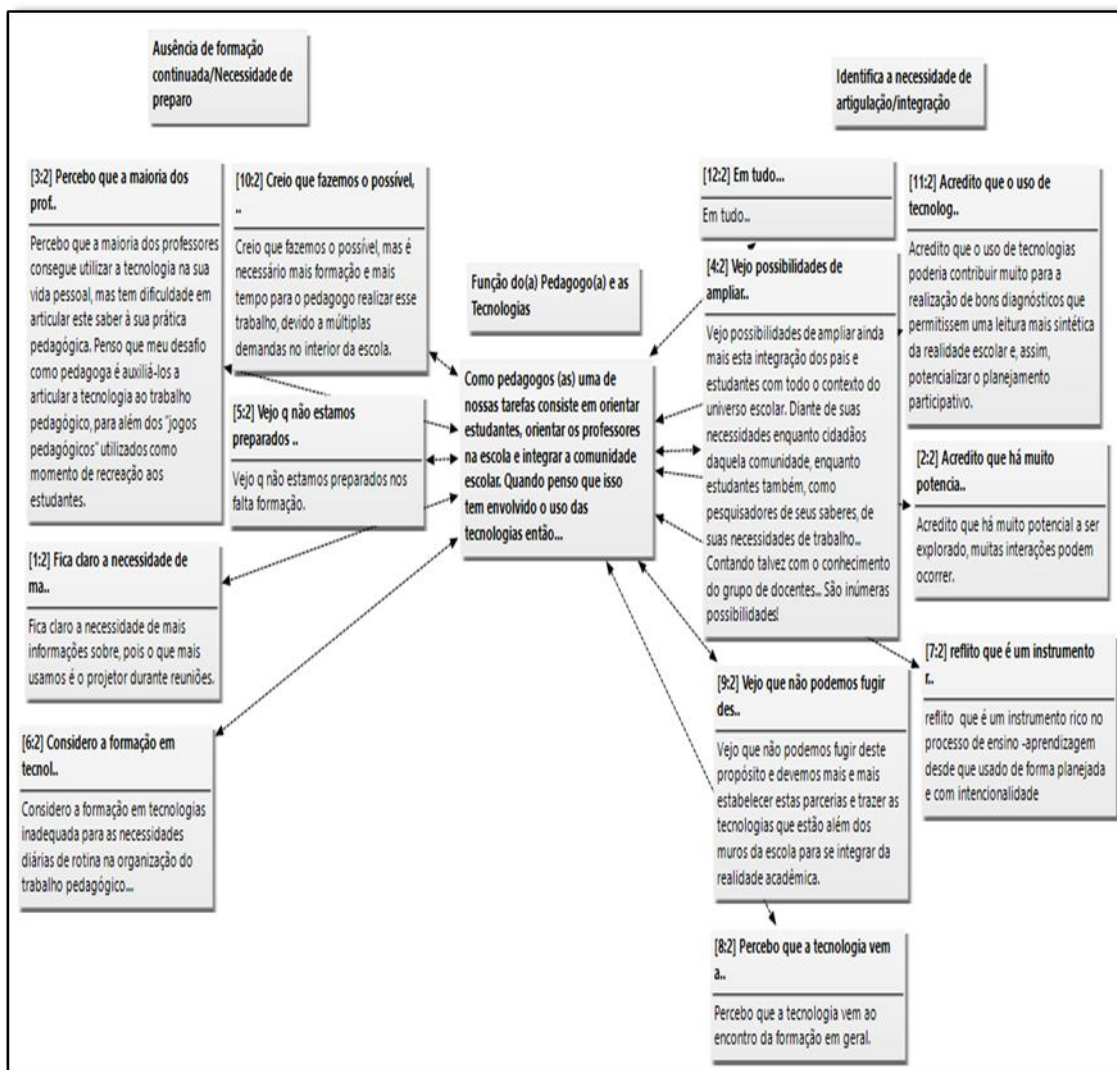 Ausência de formação
continuada/Necessidade de
preparo
Identifica a necessidade de
artigulação/integração
[3:2] Percebo que a maioria dos
prof..
Percebo que a maioria dos professores
consegue utilizar a tecnologia na sua
vida pessoal, mas tem dificuldade em
articular este saber à sua prática
pedagógica. Penso que meu desafio
como pedagoga é auxiliá-los a
articular a tecnologia ao trabalho
pedagógico, para além dos "jogos
pedagógicos" utilizados como
momento de recreação aos
estudantes.
[10:2] Creio que fazemos o possível,
..
Creio que fazemos o possível, mas é
necessário mais formação e mais
tempo para o pedagogo realizar esse
trabalho, devido a múltiplas
demandas no interior da escola.
[5:2] Vejo q não estamos
preparados ..
Vejo q não estamos preparados nos
falta formação.
[1:2] Fica claro a necessidade de
ma..
Fica claro a necessidade de mais
informações sobre, pois o que mais
usamos é o projetor durante reuniões.
[6:2] Considero a formação em
tecnol..
Considero a formação em tecnologias
inadequada para as necessidades
diárias de rotina na organização do
trabalho pedagógico...
Função do(a) Pedagogo(a) e as
Tecnologias
Como pedagogos (as) uma de
nossas tarefas consiste em orientar
estudantes, orientar os professores
na escola e integrar a comunidade
escolar. Quando penso que isso
tem envolvido o uso das
tecnologias então...
[12:2] Em tudo...
Em tudo...
[4:2] Vejo possibilidades de
ampliar..
Vejo possibilidades de ampliar ainda
mais esta integração dos pais e
estudantes com todo o contexto do
universo escolar. Diante de suas
necessidades enquanto cidadãos
daquela comunidade, enquanto
estudantes também, como
pesquisadores de seus saberes, de
suas necessidades de trabalho...
Contando talvez com o conhecimento
do grupo de docentes... São inúmeras
possibilidades!
[11:2] Acredito que o uso de
tecnolog..
Acredito que o uso de tecnologias
poderia contribuir muito para a
realização de bons diagnósticos que
permitissem uma leitura mais sintética
da realidade escolar e, assim,
potencializar o planejamento
participativo.
[2:2] Acredito que há muito
potencia..
Acredito que há muito potencial a ser
explorado, muitas interações podem
ocorrer.
[7:2] reflito que é um instrumento
r..
reflito que é um instrumento rico no
processo de ensino -aprendizagem
desde que usado de forma planejada
e com intencionalidade
[9:2] Vejo que não podemos fugir
des..
Vejo que não podemos fugir deste
propósito e devemos mais e mais
estabelecer estas parcerias e trazer as
tecnologias que estão além dos
muros da escola para se integrar da
realidade acadêmica.
[8:2] Percebo que a tecnologia vem
a..
Percebo que a tecnologia vem ao
encontro da formação em geral.